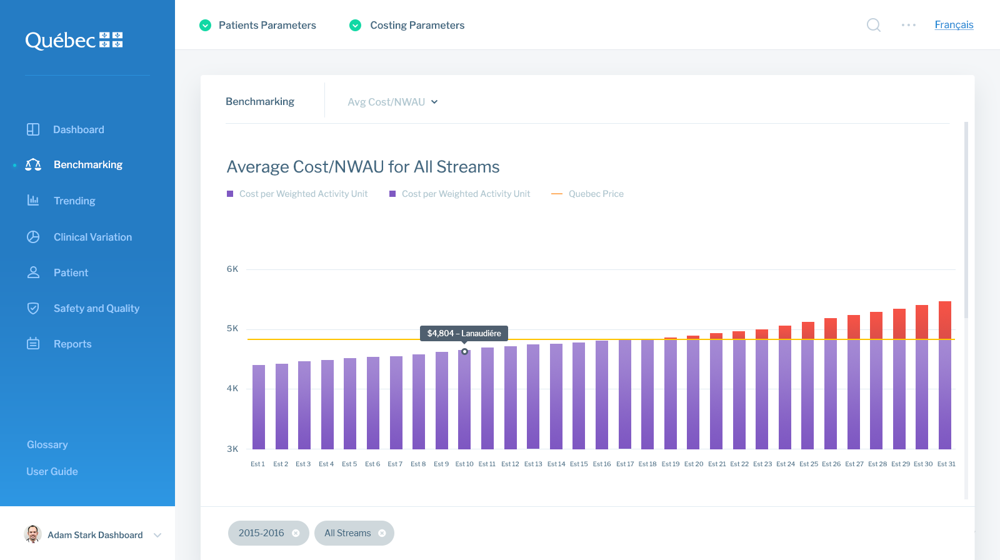 Québec
Patients Parameters
Costing Parameters
Français
Dashboard
Benchmarking
Trending
Clinical Variation
Patient
Safety and Quality
Reports
Glossary
User Guide
Adam Stark Dashboard
Benchmarking
Avg Cost/NWAU
Average Cost/NWAU for All Streams
Cost per Weighted Activity Unit
Cost per Weighted Activity Unit
Quebec Price
6K
5K
4K
3K
$4,804 – Lanaudiére
Est 1 Est 2 Est 3 Est 4 Est 5 Est 6 Est 7 Est 8 Est 9 Est 10 Est 11 Est 12 Est 13 Est 14 Est 15 Est 16 Est 17 Est 18 Est 19 Est 20 Est 21 Est 22 Est 23 Est 24 Est 25 Est 26 Est 27 Est 28 Est 29 Est 30 Est 31
2015-2016
All Streams